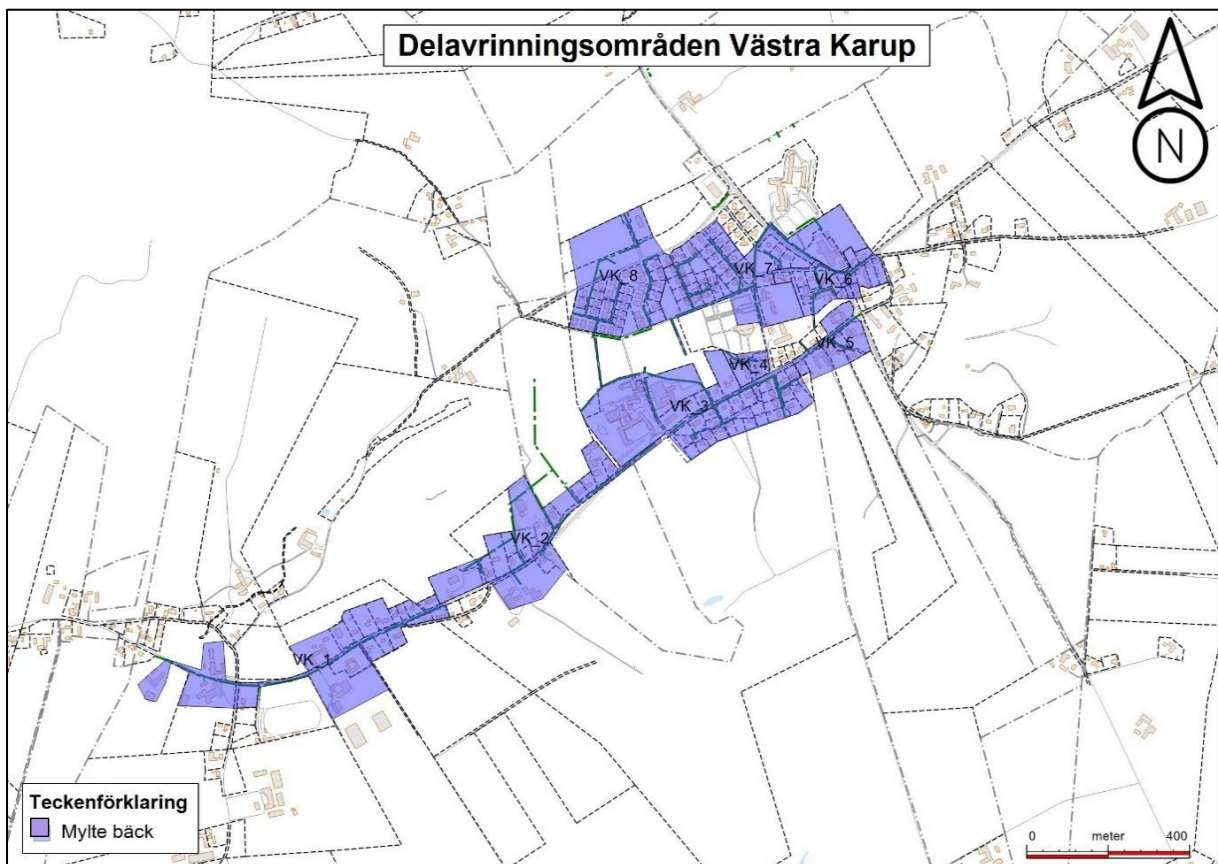 Delavrinningsområden Västra Karup
N
VK_8
VK_7
VK_6
VK_5
VK_4
VK_3
VK_2
VK_1
Teckenförklaring
Mylte bäck
0 meter 400